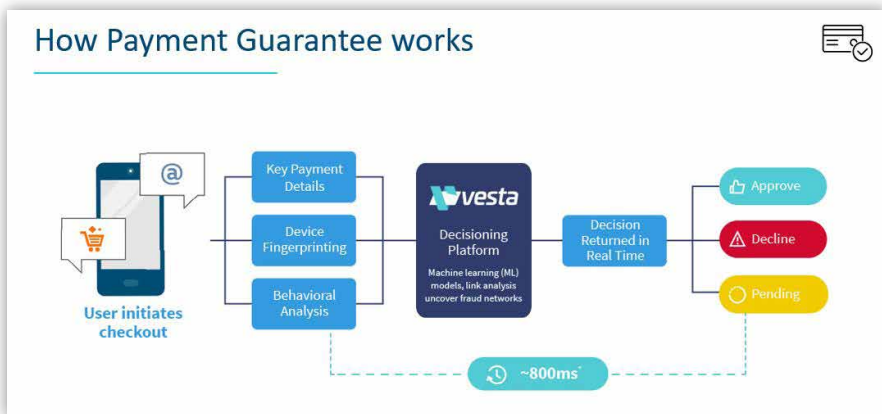 How Payment Guarantee works
@
User initiates
checkout
Key Payment
Details
Device
Fingerprinting
Behavioral
Analysis
vesta
Decisioning
Platform
Machine learning (ML)
models, link analysis
uncover fraud networks
Decision
Returned in
Real Time
Approve
Decline
Pending
~800ms*